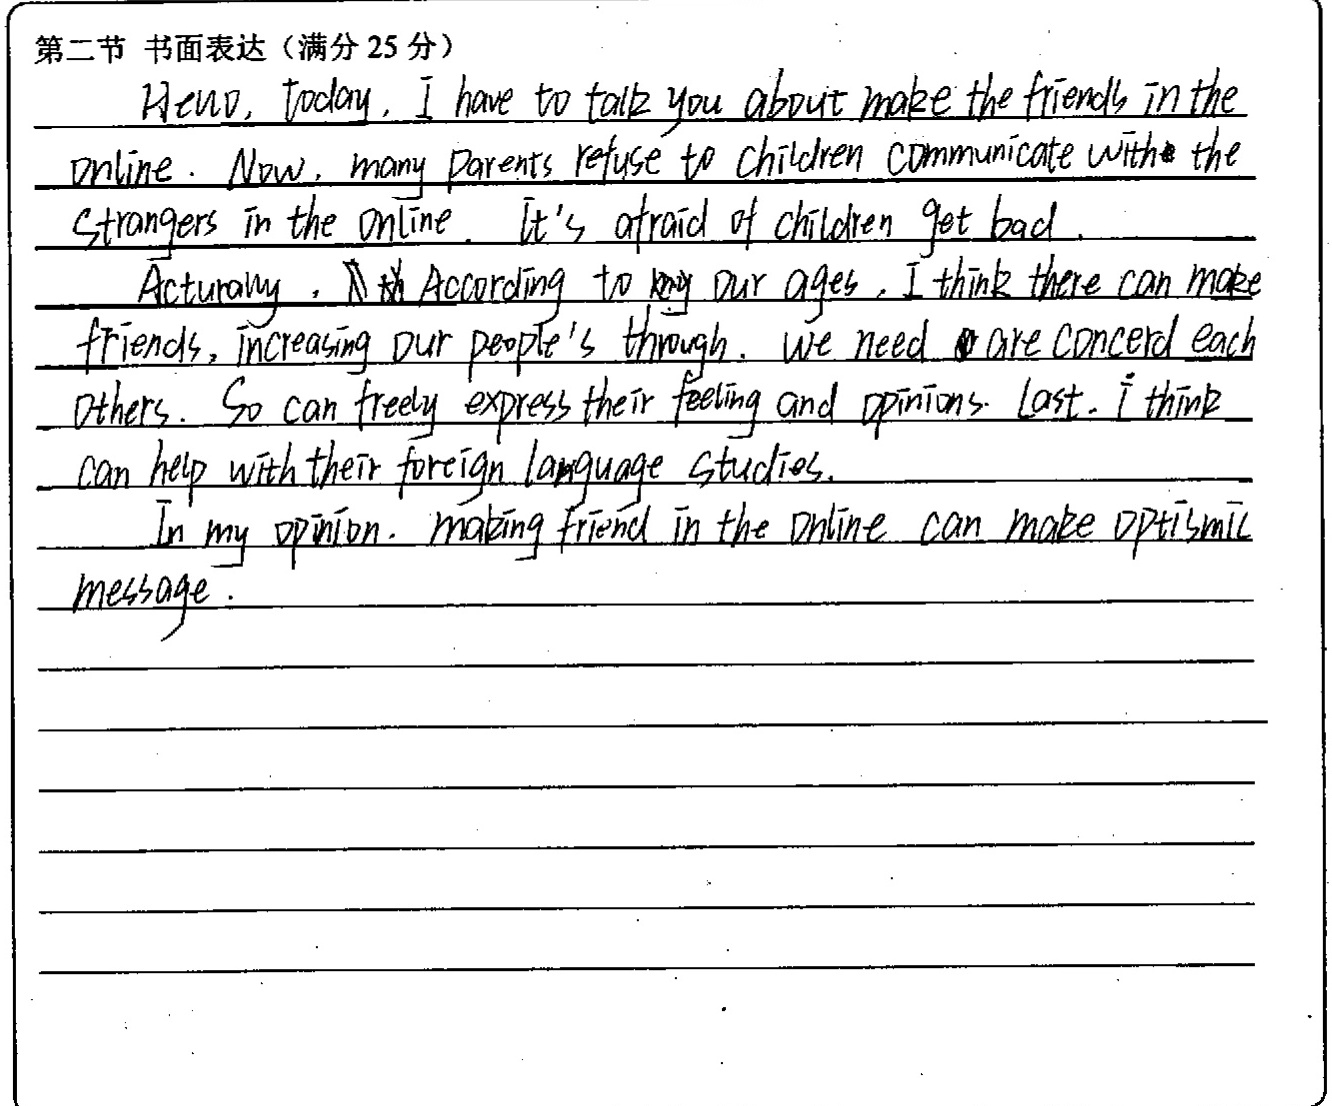 第二节 书面表达（满分 25 分）
Hello, today, I have to talk you about make the friends in the
online. Now, many parents refuse to children communicate with the
strangers in the online. It's afraid of children get bad.
Acturally, According to our ages, I think there can make
friends, increasing our people's through. We need are concerd each
others. So can freely express their feeling and opinions. Last. i think
can help with their foreign language studies.
In my opinion. making friend in the online can make optismic
message.